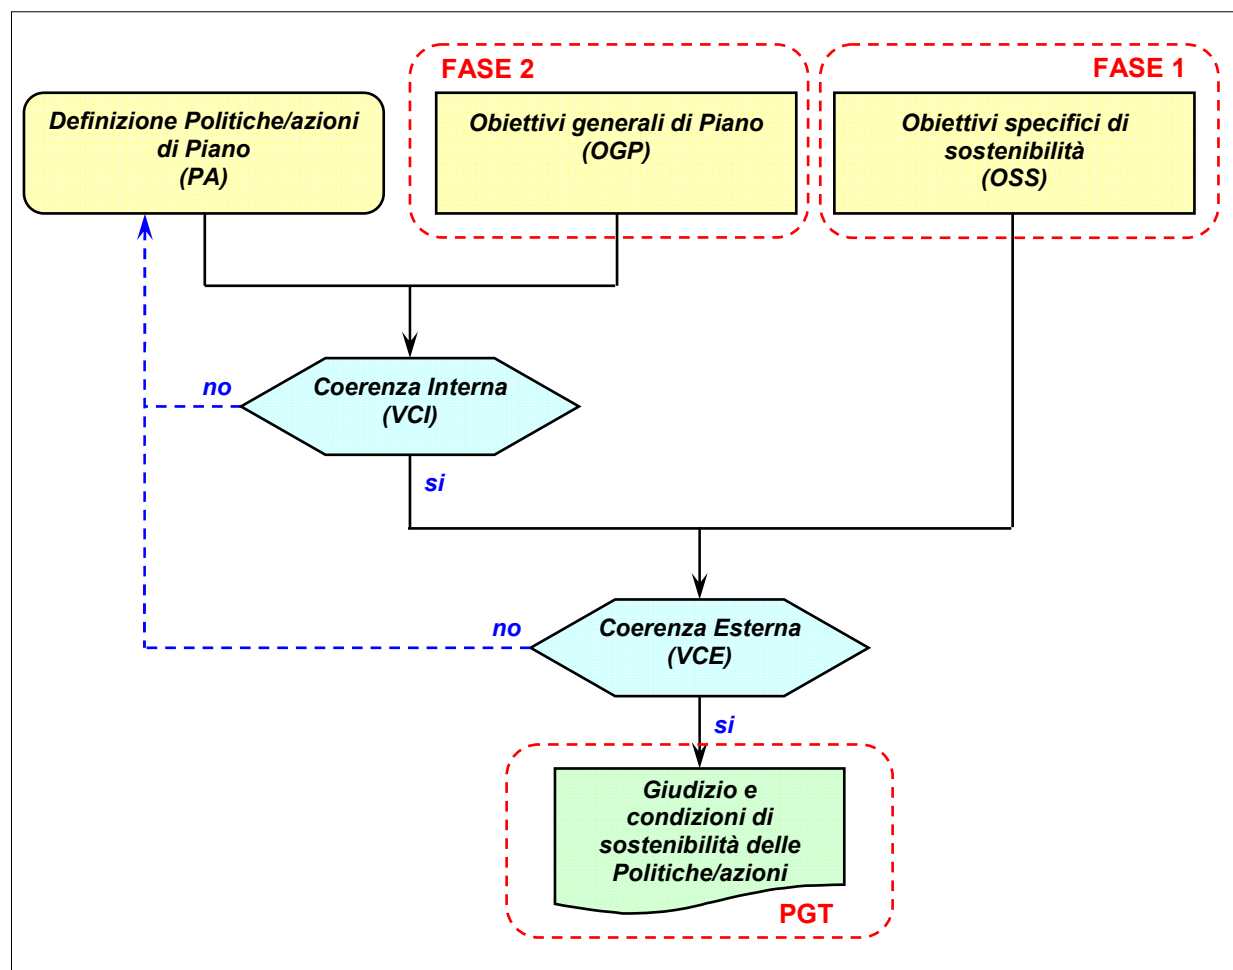 FASE 2
FASE 1
Definizione Politiche/azioni
di Piano
(PA)
Obiettivi generali di Piano
(OGP)
Obiettivi specifici di
sostenibilità
(OSS)
no
Coerenza Interna
(VCI)
si
no
Coerenza Esterna
(VCE)
si
Giudizio e
condizioni di
sostenibilità delle
Politiche/azioni
PGT